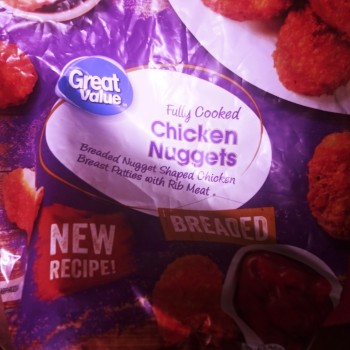 Great
Value
Fully Cooked
Chicken
Nuggets
Breaded Nugget Shaped Chicken
Breast Patties with Rib Meat
BREADED
NEW
RECIPE!